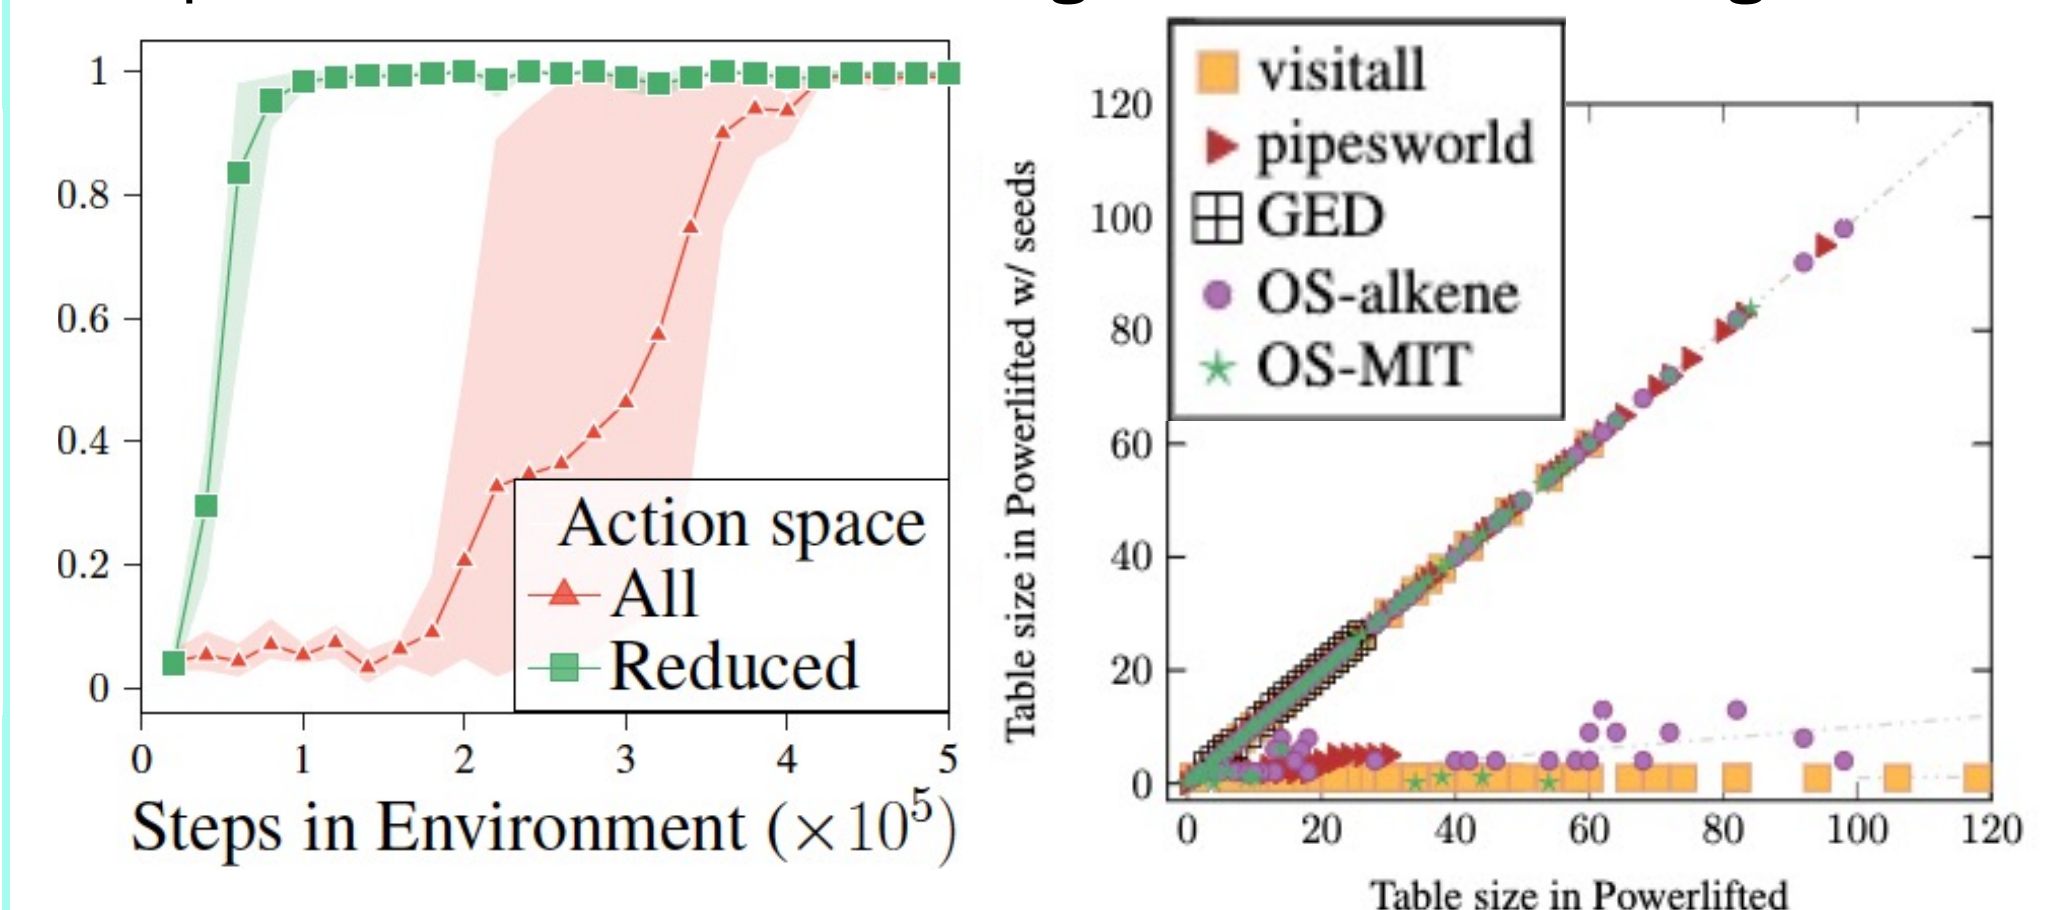 1
0.8
0.6
0.4
0.2
0
0 1 2 3 4 5
Steps in Environment (×10⁵)
Action space
All
Reduced
Table size in Powerlifted w/ seeds
visitall
pipesworld
GED
OS-alkene
OS-MIT
120
100
80
60
40
20
0
0 20 40 60 80 100 120
Table size in Powerlifted